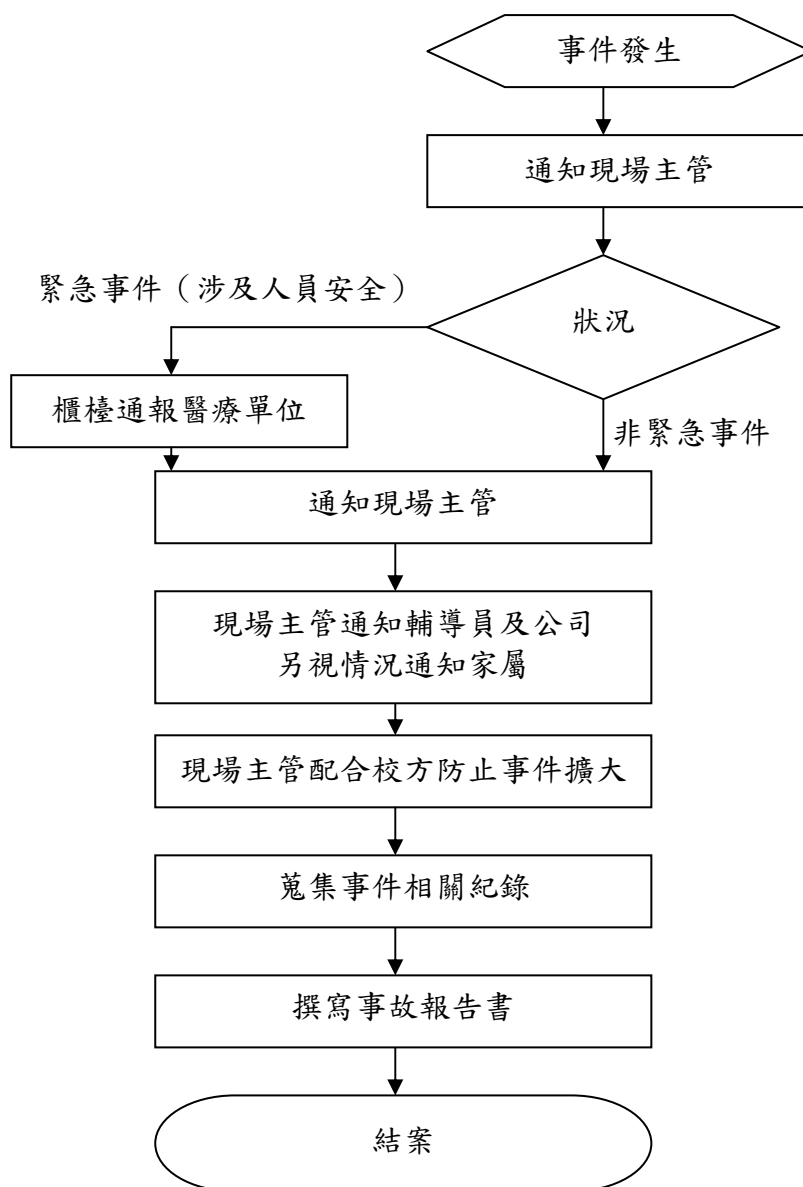 事件發生
通知現場主管
緊急事件（涉及人員安全）
狀況
櫃檯通報醫療單位
非緊急事件
通知現場主管
現場主管通知輔導員及公司
另視情況通知家屬
現場主管配合校方防止事件擴大
蒐集事件相關紀錄
撰寫事故報告書
結案